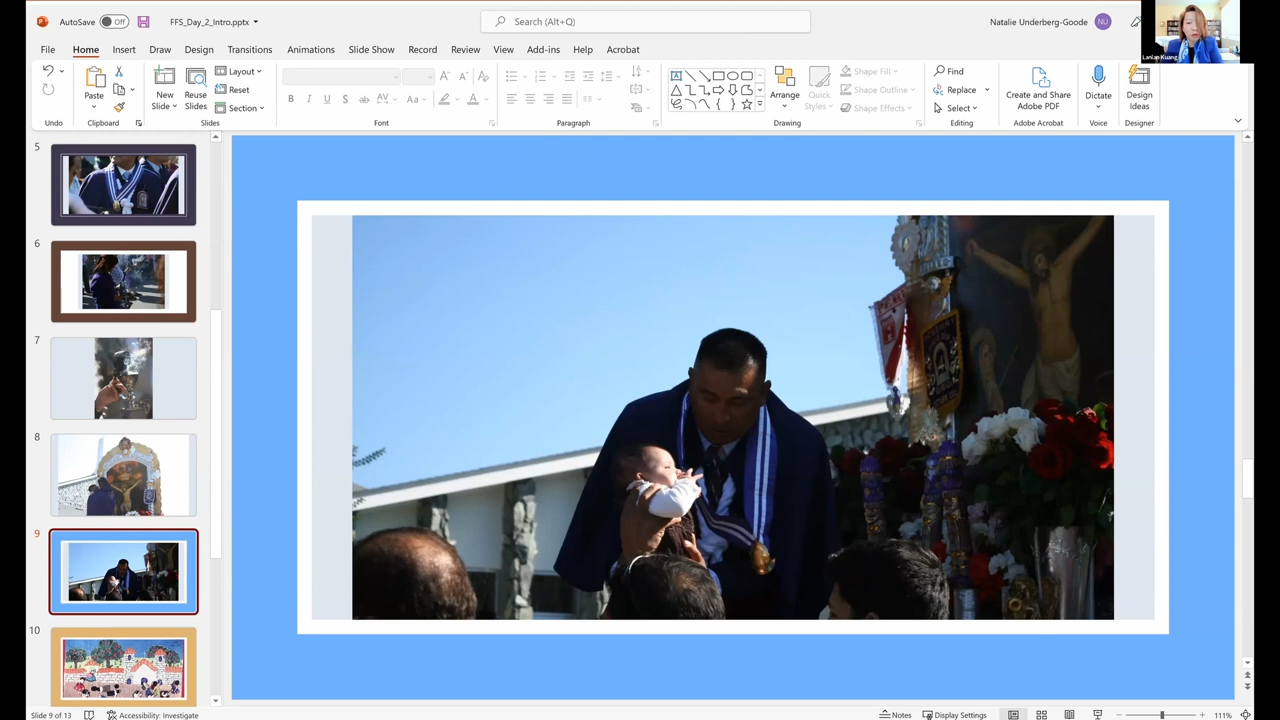 AutoSave Off FFS_Day_2_Intro.pptx Search (Alt+Q) Natalie Underberg-Goode NU
Lanlan Kuang
File Home Insert Draw Design Transitions Animations Slide Show Record Review View Add-ins Help Acrobat
Paste
New Slide
Reuse Slides
Layout
Reset
Section
B I U S ab AV Aa A
Arrange
Quick Styles
Shape Fill
Shape Outline
Shape Effects
Find
Replace
Select
Create and Share Adobe PDF
Dictate
Design Ideas
Undo Clipboard Slides Font Paragraph Drawing Editing Adobe Acrobat Voice Designer
5
6
7
8
9
10
Slide 9 of 13 Accessibility: Investigate Notes Display Settings 111%